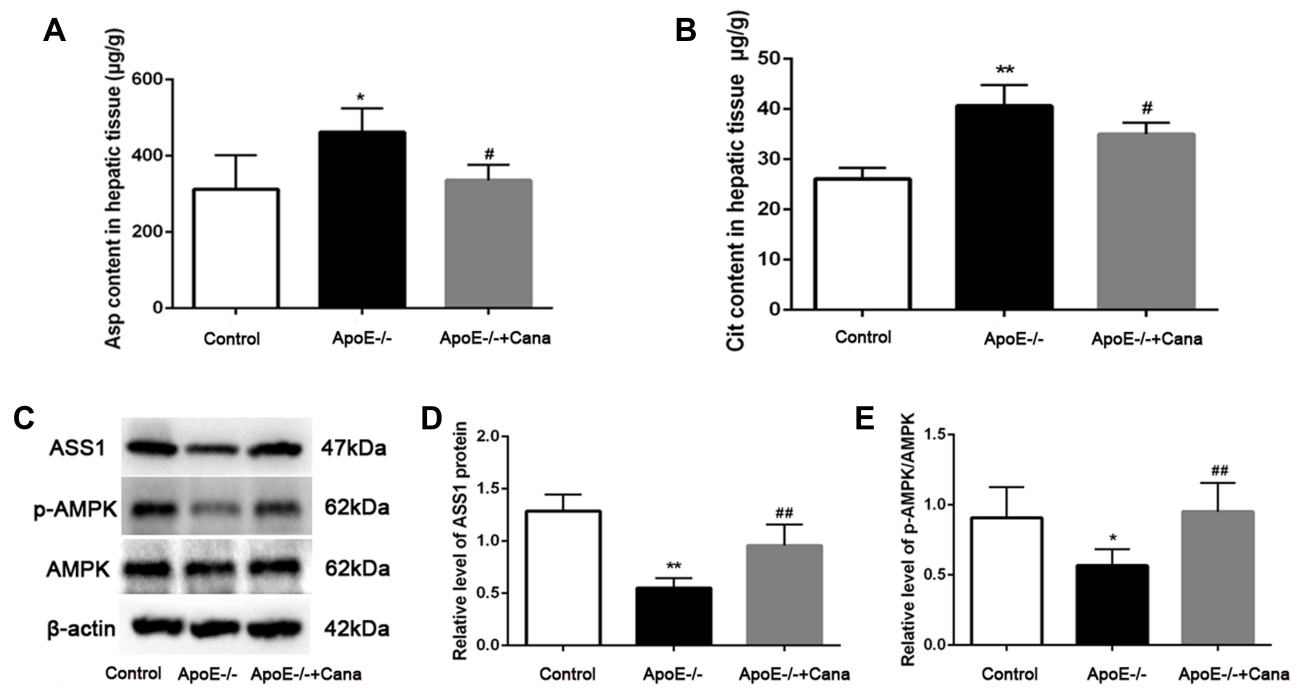 A
Asp content in hepatic tissue (μg/g)
600
400
200
0
*
#
Control
ApoE-/-
ApoE-/-+Cana
B
Cit content in hepatic tissue μg/g)
50
40
30
20
10
0
**
#
Control
ApoE-/-
ApoE-/-+Cana
C
ASS1
47kDa
p-AMPK
62kDa
AMPK
62kDa
β-actin
42kDa
Control
ApoE-/-
ApoE-/-+Cana
D
Relative level of ASS1 protein
2.0
1.5
1.0
0.5
0.0
**
##
Control
ApoE-/-
ApoE-/-+Cana
E
Relative level of p-AMPK/AMPK
1.5
1.0
0.5
0.0
*
##
Control
ApoE-/-
ApoE-/-+Cana